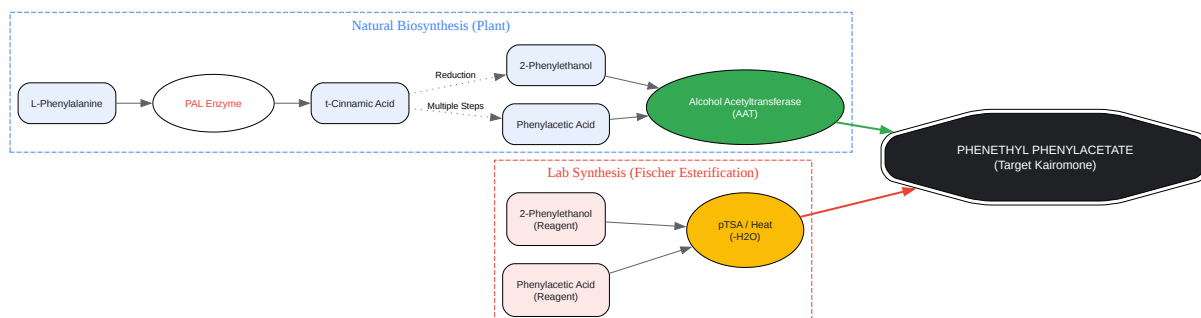 Natural Biosynthesis (Plant)
L-Phenylalanine
PAL Enzyme
t-Cinnamic Acid
Reduction
Multiple Steps
2-Phenylethanol
Phenylacetic Acid
Alcohol Acetyltransferase
(AAT)
PHENETHYL PHENYLACETATE
(Target Kairomone)
Lab Synthesis (Fischer Esterification)
2-Phenylethanol
(Reagent)
Phenylacetic Acid
(Reagent)
pTSA / Heat
(-H2O)